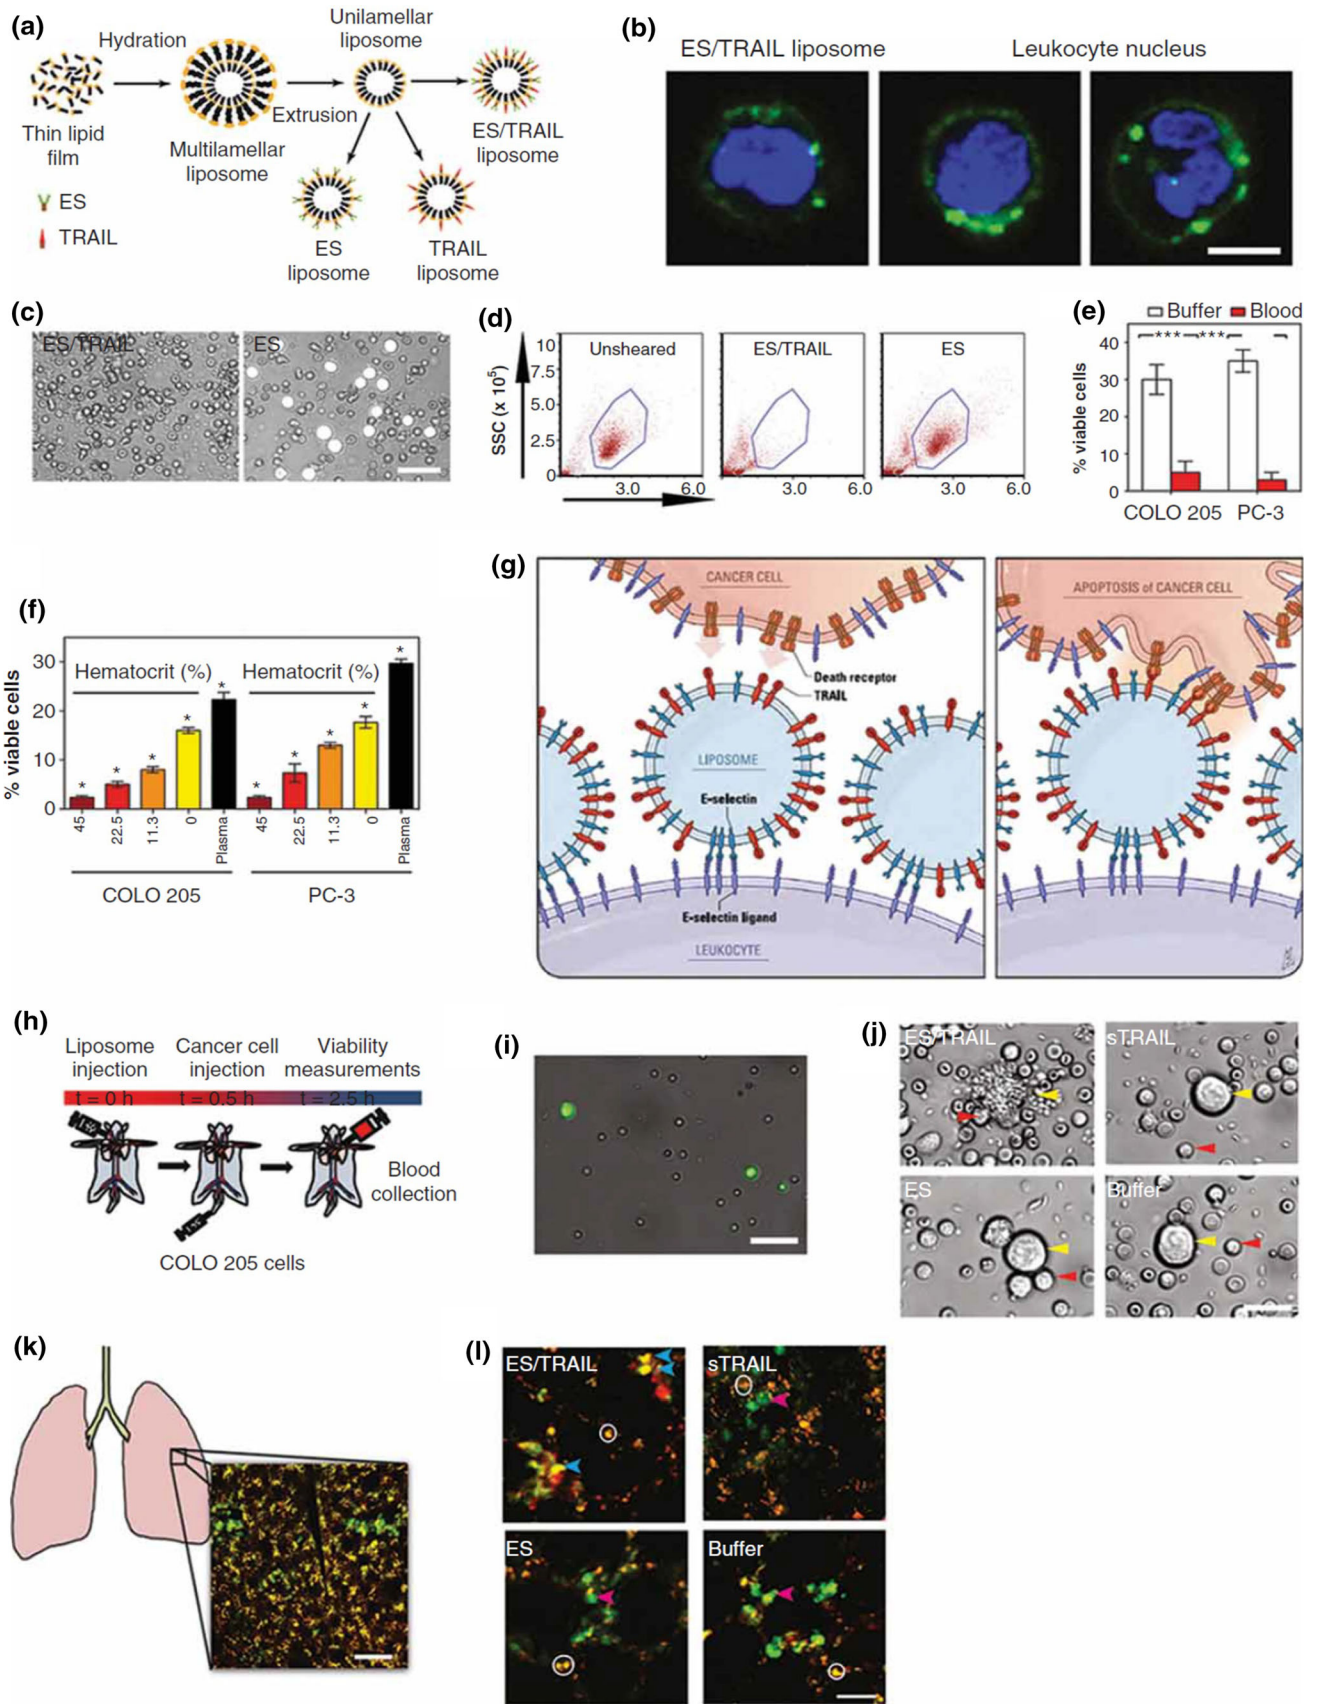 (a)
Hydration
Unilamellar
liposome
Extrusion
Thin lipid
film
Multilamellar
liposome
ES/TRAIL
liposome
ES
TRAIL
ES
liposome
TRAIL
liposome
(b)
ES/TRAIL liposome
Leukocyte nucleus
(c)
ES/TRAIL
ES
(d)
SSC (x 10⁵)
10
7.5
5.0
2.5
0
Unsheared
ES/TRAIL
ES
3.0
6.0
3.0
6.0
3.0
6.0
(e)
Buffer
Blood
% viable cells
40
30
20
10
0
***
***
COLO 205
PC-3
(f)
% viable cells
30
20
10
0
Hematocrit (%)
Hematocrit (%)
*
*
*
*
*
*
*
*
*
*
45
22.5
11.3
0
Plasma
45
22.5
11.3
0
Plasma
COLO 205
PC-3
(g)
CANCER CELL
Death receptor
TRAIL
LIPOSOME
E-selectin
E-selectin ligand
LEUKOCYTE
APOPTOSIS of CANCER CELL
(h)
Liposome
injection
Cancer cell
injection
Viability
measurements
t = 0 h
t = 0.5 h
t = 2.5 h
Blood
collection
COLO 205 cells
(i)
(j)
ES/TRAIL
sTRAIL
ES
Buffer
(k)
(l)
ES/TRAIL
sTRAIL
ES
Buffer